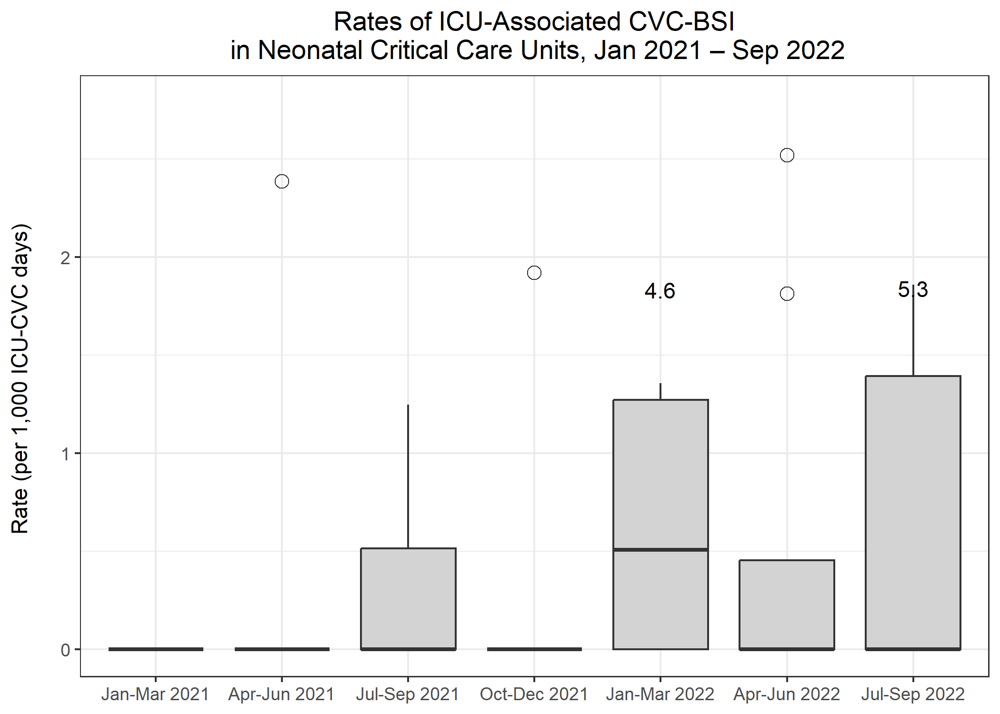 Rates of ICU-Associated CVC-BSI
in Neonatal Critical Care Units, Jan 2021 – Sep 2022
Rate (per 1,000 ICU-CVC days)
2
1
0
4.6
5.3
Jan-Mar 2021
Apr-Jun 2021
Jul-Sep 2021
Oct-Dec 2021
Jan-Mar 2022
Apr-Jun 2022
Jul-Sep 2022